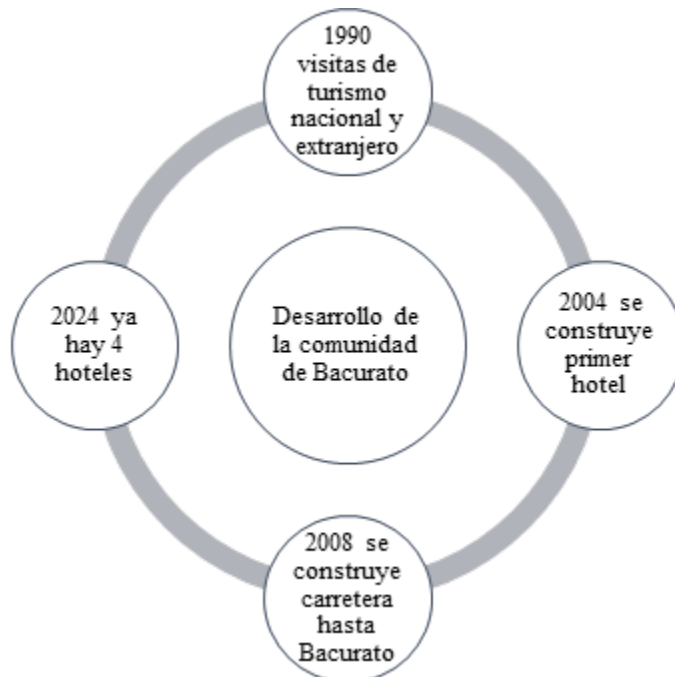 1990
visitas de
turismo
nacional y
extranjero
2024 ya
hay 4
hoteles
Desarrollo de
la comunidad
de Bacurato
2004 se
construye
primer
hotel
2008 se
construye
carretera
hasta
Bacurato